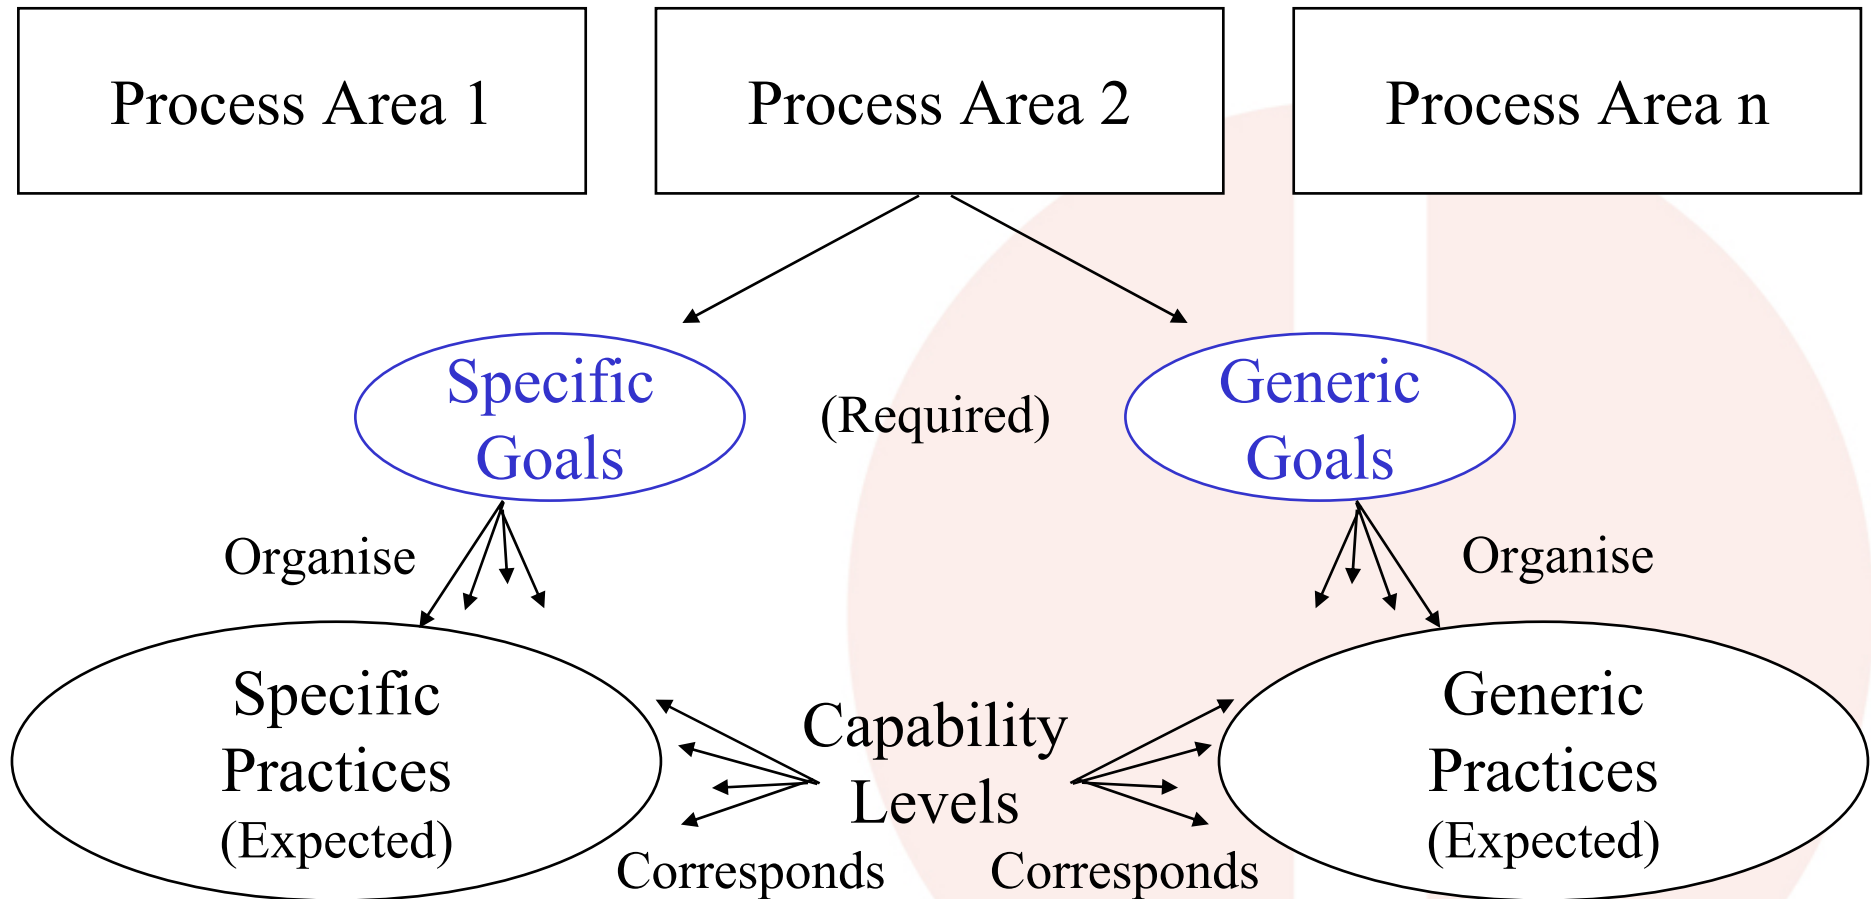 Process Area 1
Process Area 2
Process Area n
Specific
Goals
(Required)
Generic
Goals
Organise
Organise
Specific
Practices
(Expected)
Capability
Levels
Generic
Practices
(Expected)
Corresponds
Corresponds